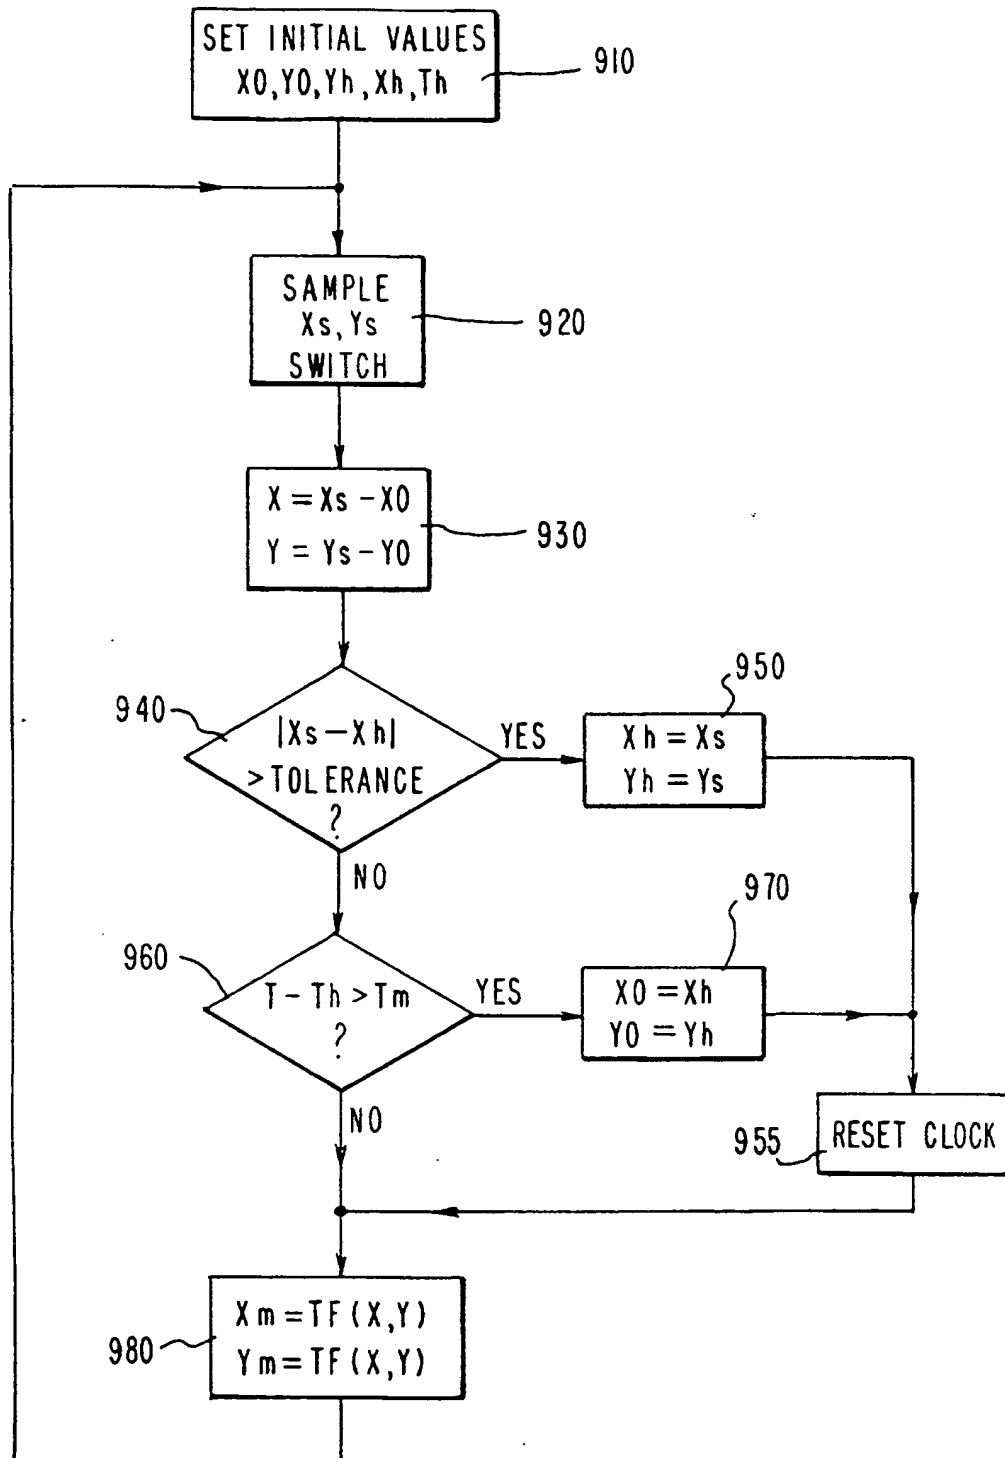 SET INITIAL VALUES
X0,Y0,Yh,Xh,Th
910
SAMPLE
Xs,Ys
SWITCH
920
X = Xs - X0
Y = Ys - Y0
930
940
|Xs - Xh|
> TOLERANCE
?
YES
950
Xh = Xs
Yh = Ys
NO
960
T - Th > Tm
?
YES
970
X0 = Xh
Y0 = Yh
NO
955
RESET CLOCK
980
Xm = TF (X,Y)
Ym = TF (X,Y)